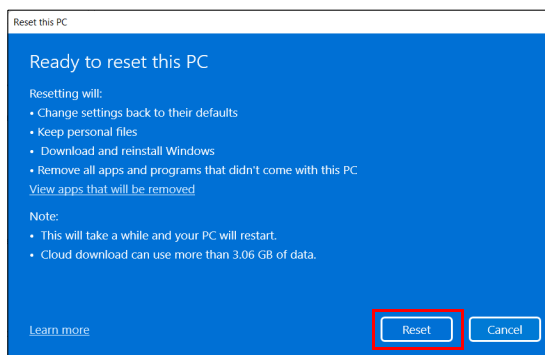 Reset this PC
Ready to reset this PC
Resetting will:
• Change settings back to their defaults
• Keep personal files
• Download and reinstall Windows
• Remove all apps and programs that didn't come with this PC
View apps that will be removed
Note:
• This will take a while and your PC will restart.
• Cloud download can use more than 3.06 GB of data.
Learn more
Reset
Cancel